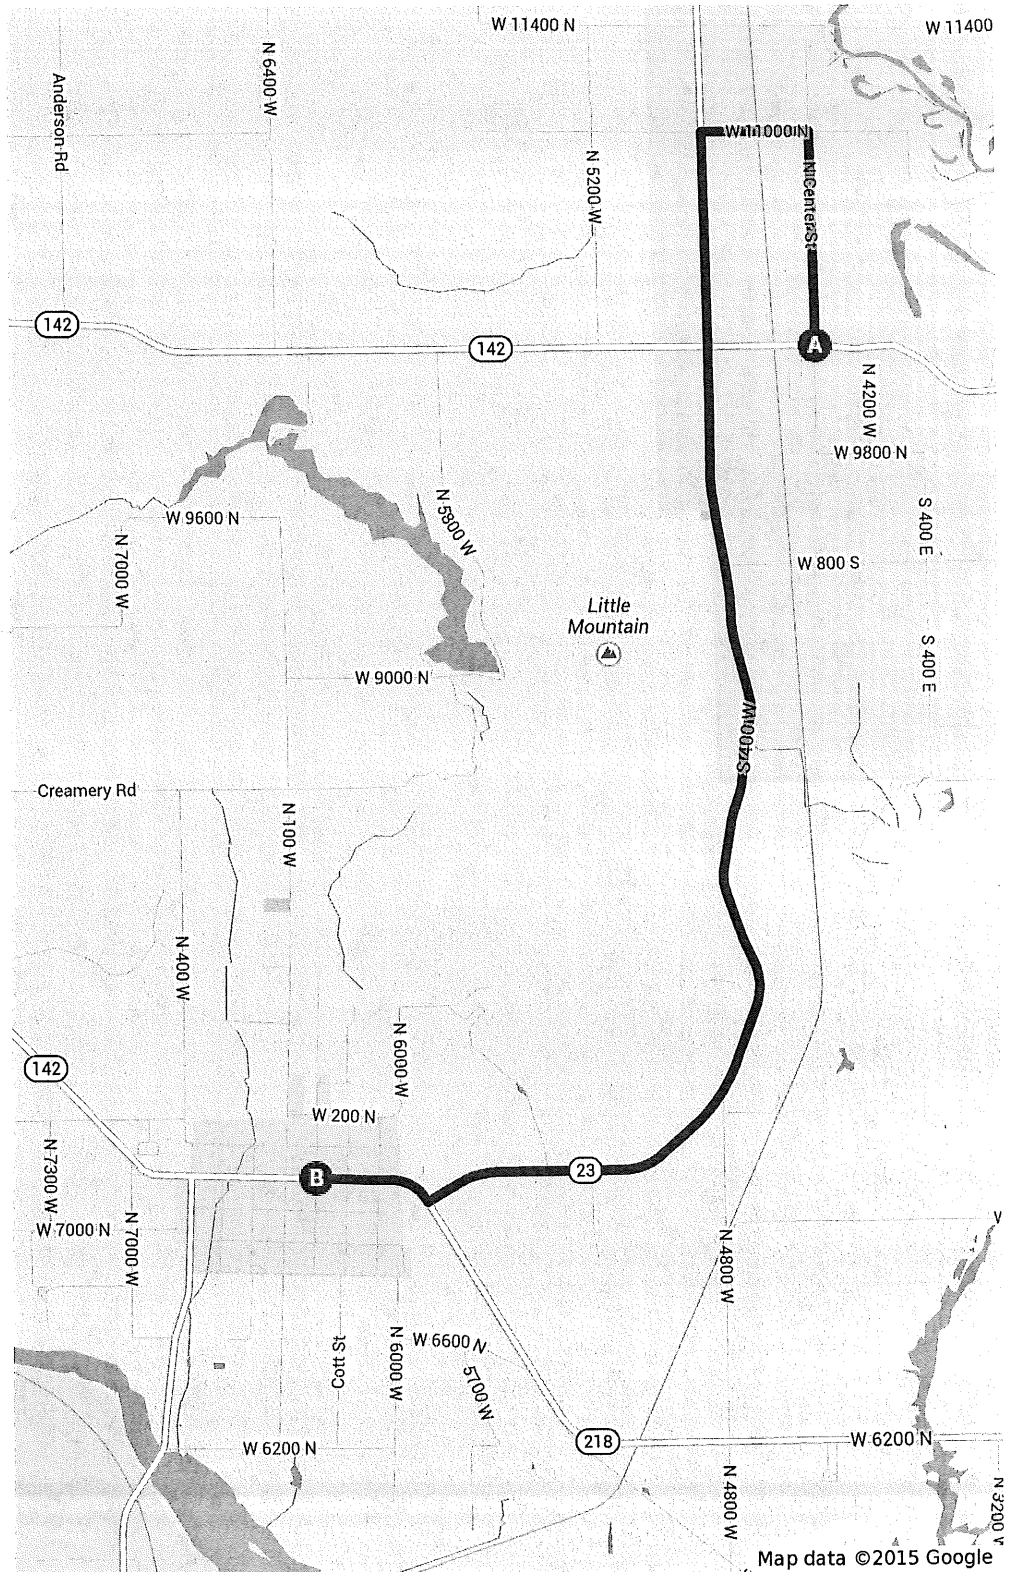 W 11400 N
W 11400
N 6400 W
Anderson Rd
W 11000 N
N 5200 W
N Center St
142
142
A
N 4200 W
W 9800 N
N 5800 W
S 400 E
W 9600 N
N 7000 W
W 800 S
Little
Mountain
S 400 E
W 9000 N
S 400 W
Creamery Rd
N 100 W
N 400 W
N 6000 W
142
W 200 N
N 7300 W
B
23
W 7000 N
N 7000 W
N 4800 W
W 6600 N
Cott St
N 6000 W
5700 W
W 6200 N
218
W 6200 N
N 4800 W
N 3200 W
Map data ©2015 Google